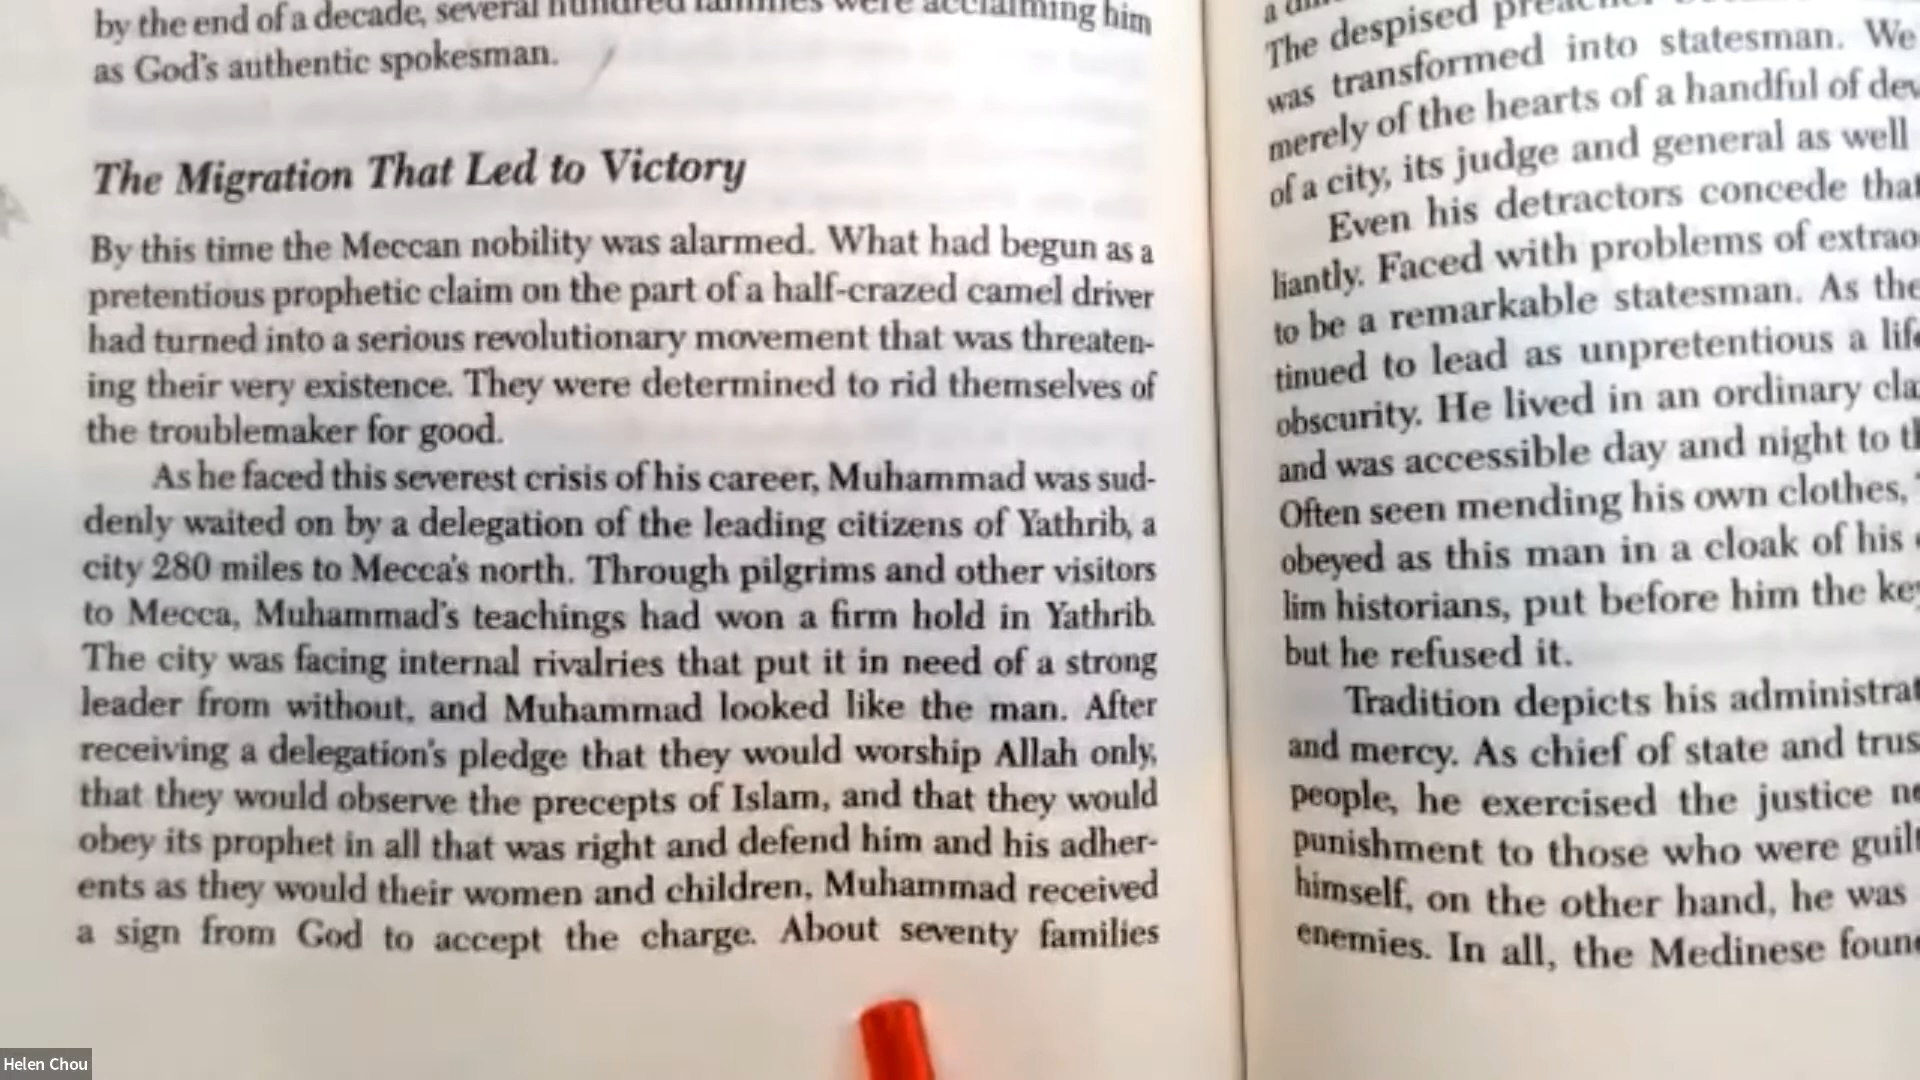 by the end of a decade, several hundred families were acclaiming him
as God's authentic spokesman.
The Migration That Led to Victory
By this time the Meccan nobility was alarmed. What had begun as a
pretentious prophetic claim on the part of a half-crazed camel driver
had turned into a serious revolutionary movement that was threaten-
ing their very existence. They were determined to rid themselves of
the troublemaker for good.
As he faced this severest crisis of his career, Muhammad was sud-
denly waited on by a delegation of the leading citizens of Yathrib, a
city 280 miles to Mecca's north. Through pilgrims and other visitors
to Mecca, Muhammad's teachings had won a firm hold in Yathrib.
The city was facing internal rivalries that put it in need of a strong
leader from without, and Muhammad looked like the man. After
receiving a delegation's pledge that they would worship Allah only,
that they would observe the precepts of Islam, and that they would
obey its prophet in all that was right and defend him and his adher-
ents as they would their women and children, Muhammad received
a sign from God to accept the charge. About seventy families
The despised
was transformed into statesman. We
merely of the hearts of a handful of dev
of a city, its judge and general as well
Even his detractors concede that
liantly. Faced with problems of extrao
to be a remarkable statesman. As the
tinued to lead as unpretentious a life
obscurity. He lived in an ordinary cla
and was accessible day and night to th
Often seen mending his own clothes,
obeyed as this man in a cloak of his
lim historians, put before him the key
but he refused it.
Tradition depicts his administrat
and mercy. As chief of state and trus
people, he exercised the justice ne
punishment to those who were guilt
himself, on the other hand, he was
enemies. In all, the Medinese foun
Helen Chou